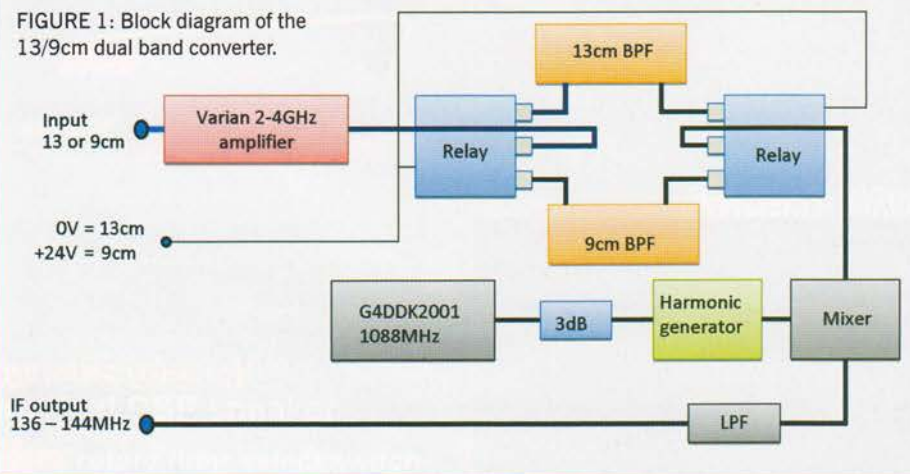 FIGURE 1: Block diagram of the
13/9cm dual band converter.
13cm BPF
Input
13 or 9cm
Varian 2-4GHz
amplifier
Relay
Relay
0V = 13cm
+24V = 9cm
9cm BPF
G4DDK2001
1088MHz
3dB
Harmonic
generator
Mixer
IF output
136 – 144MHz
LPF